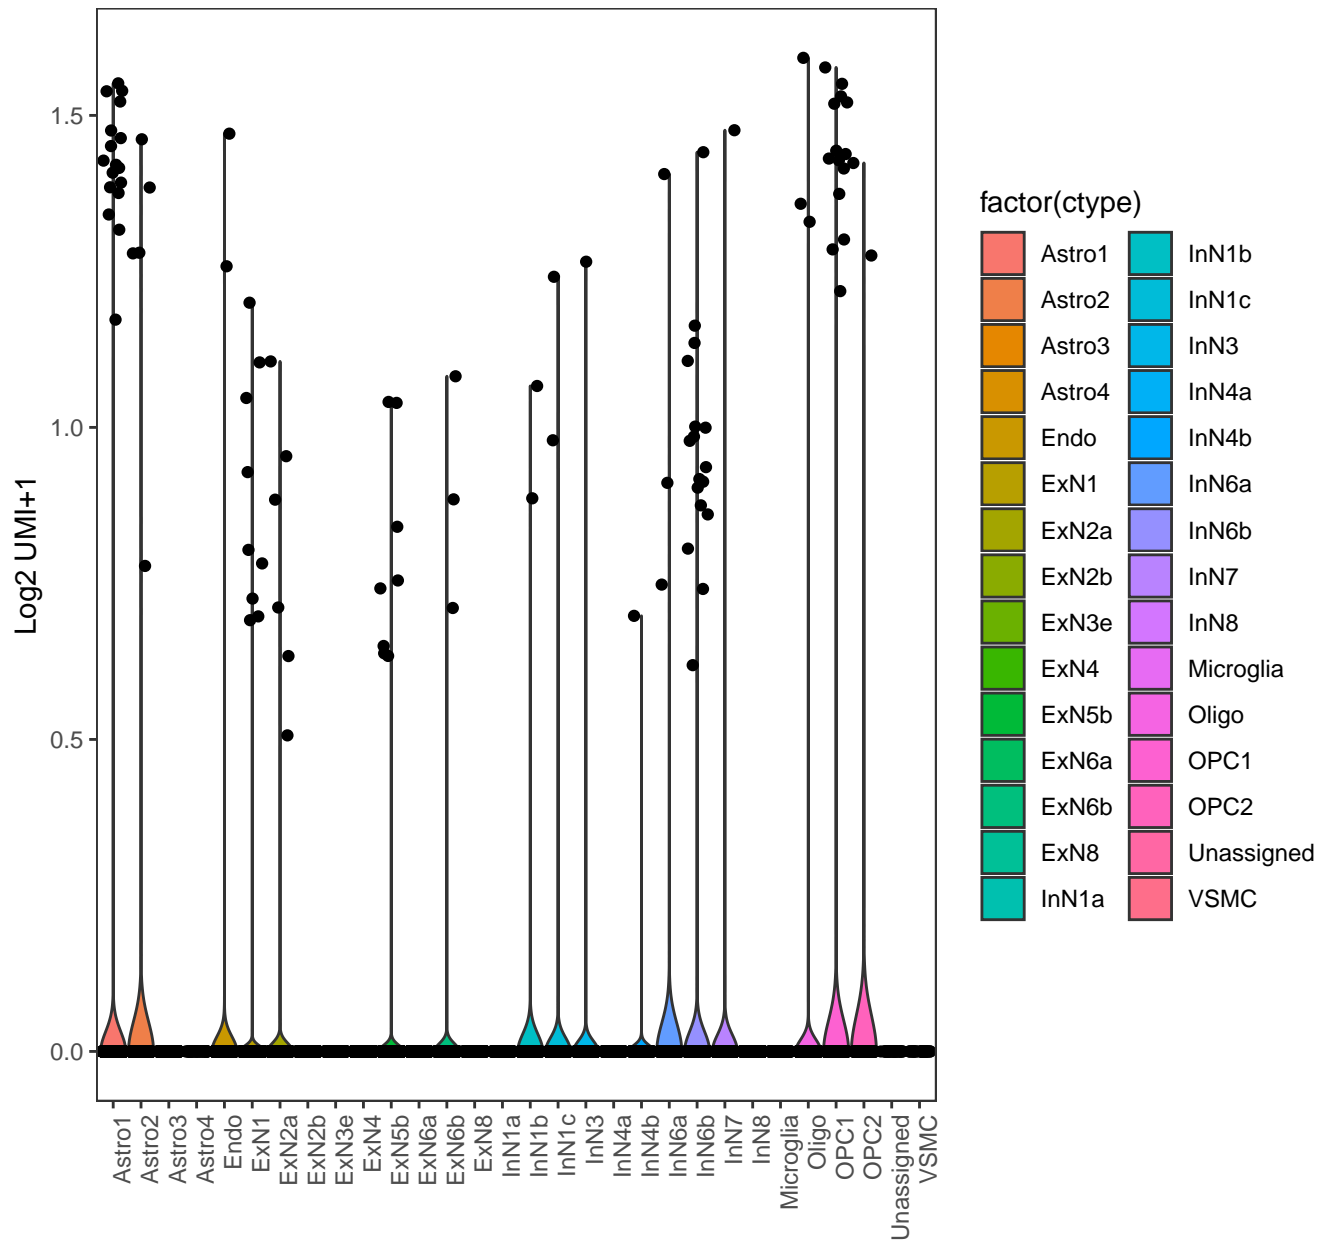 Log2 UMI+1
1.5
1.0
0.5
0.0
Astro1
Astro2
Astro3
Astro4
Endo
ExN1
ExN2a
ExN2b
ExN3e
ExN4
ExN5b
ExN6a
ExN6b
ExN8
InN1a
InN1b
InN1c
InN3
InN4a
InN4b
InN6a
InN6b
InN7
InN8
Microglia
Oligo
OPC1
OPC2
Unassigned
VSMC
factor(ctype)
Astro1
Astro2
Astro3
Astro4
Endo
ExN1
ExN2a
ExN2b
ExN3e
ExN4
ExN5b
ExN6a
ExN6b
ExN8
InN1a
InN1b
InN1c
InN3
InN4a
InN4b
InN6a
InN6b
InN7
InN8
Microglia
Oligo
OPC1
OPC2
Unassigned
VSMC